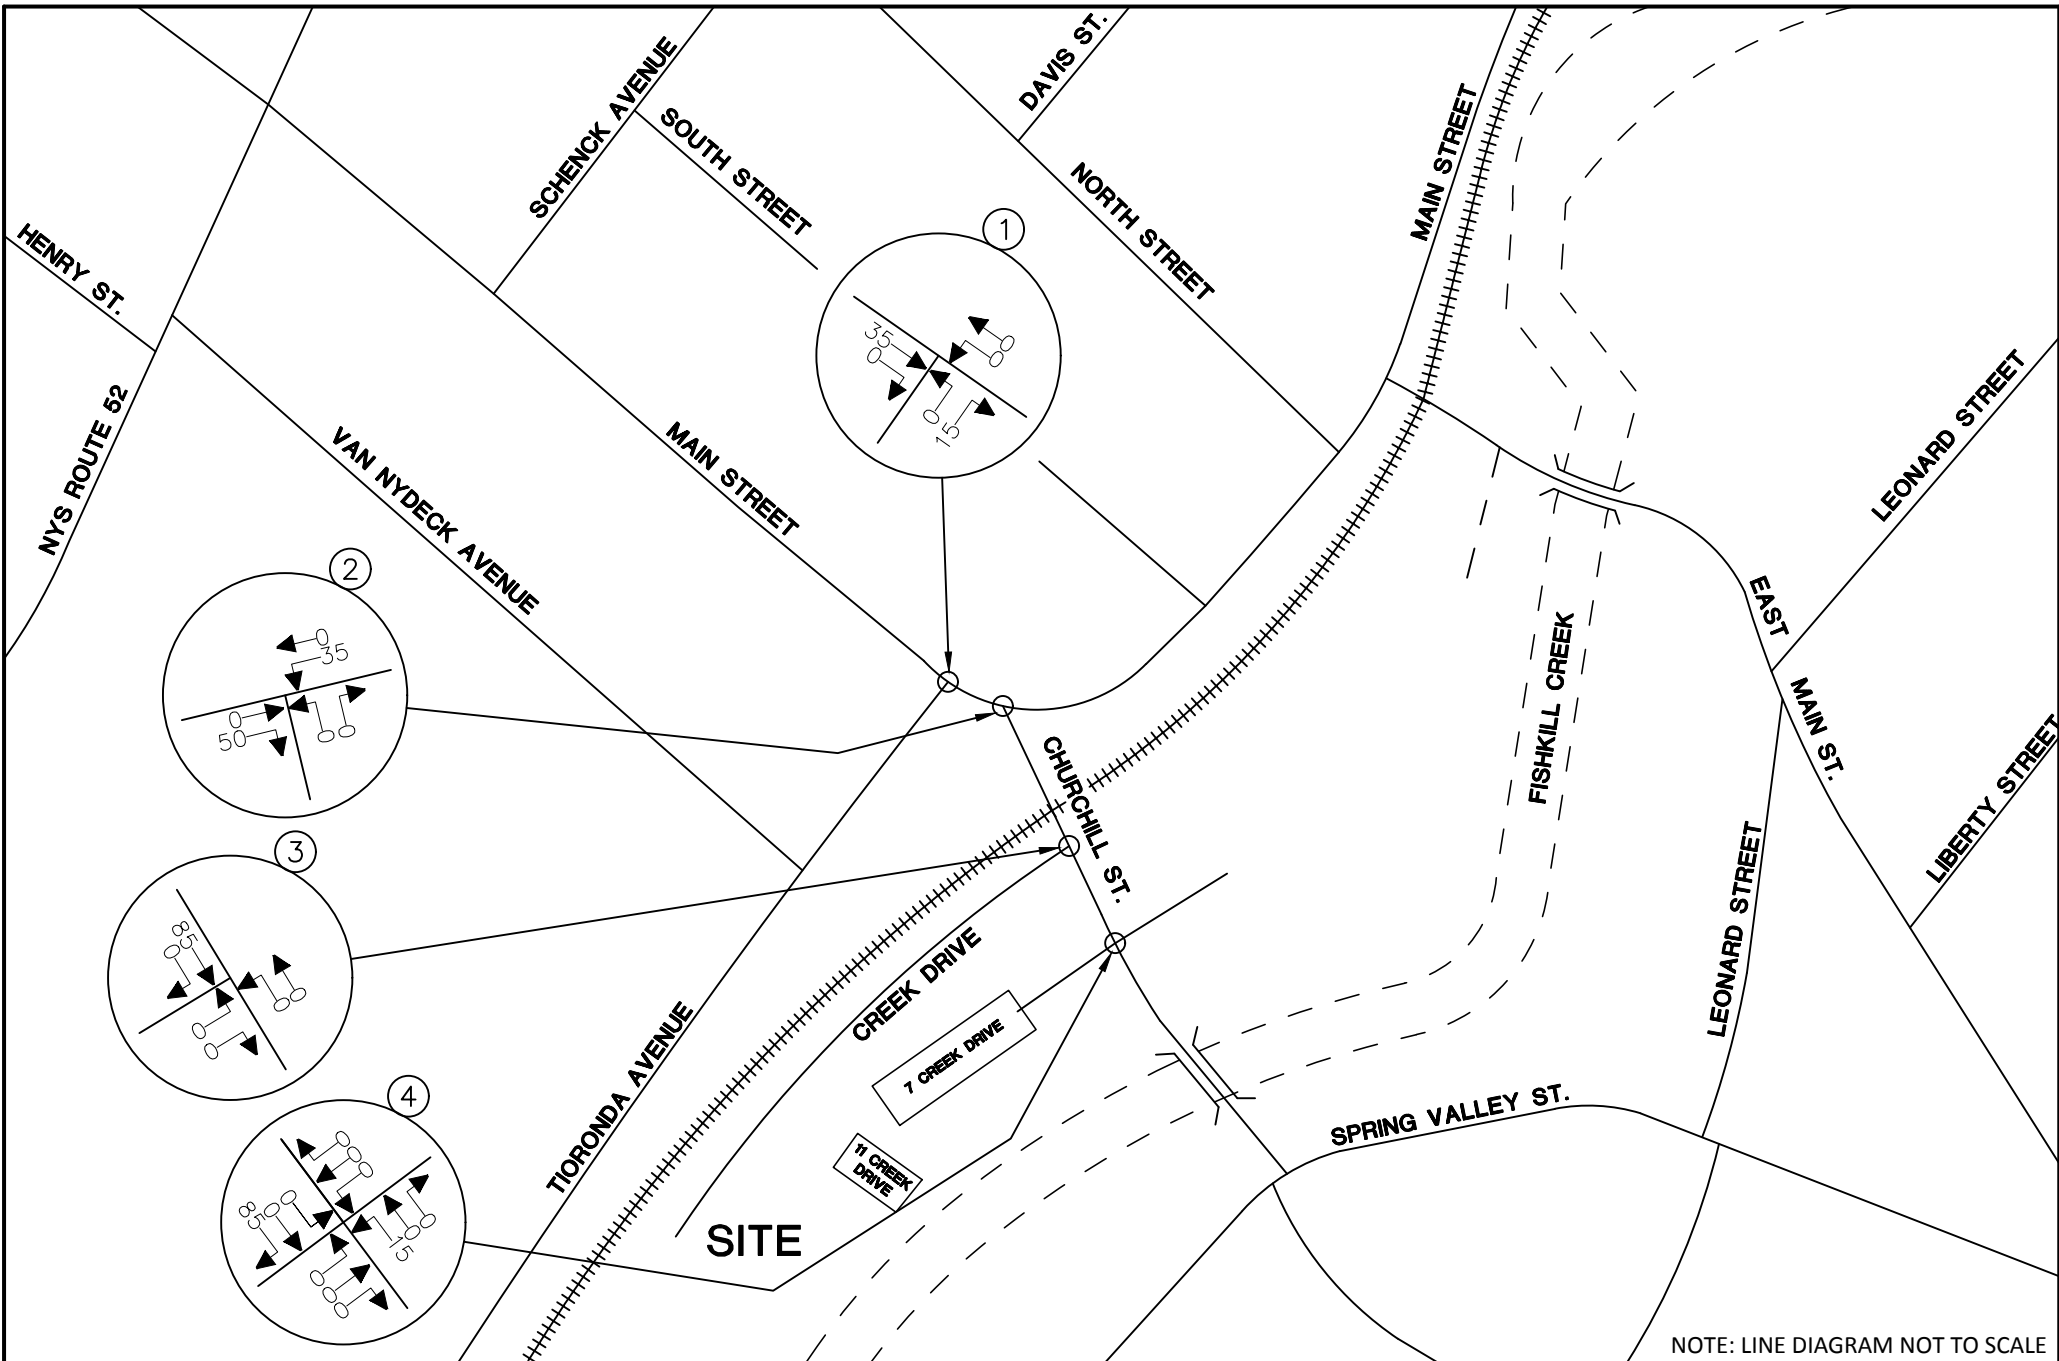 DAVIS ST.
SCHENCK AVENUE
SOUTH STREET
MAIN STREET
NORTH STREET
HENRY ST.
1
35
0
0
0
0
15
NYS ROUTE 52
VAN NYDECK AVENUE
MAIN STREET
LEONARD STREET
2
0
35
0
50
0
0
EAST
MAIN ST.
FISHKILL CREEK
LIBERTY STREET
CHURCHILL ST.
3
85
0
0
0
0
0
LEONARD STREET
CREEK DRIVE
7 CREEK DRIVE
TIORONDA AVENUE
4
0
0
0
85
0
0
15
0
0
0
0
0
11 CREEK
DRIVE
SITE
SPRING VALLEY ST.
NOTE: LINE DIAGRAM NOT TO SCALE